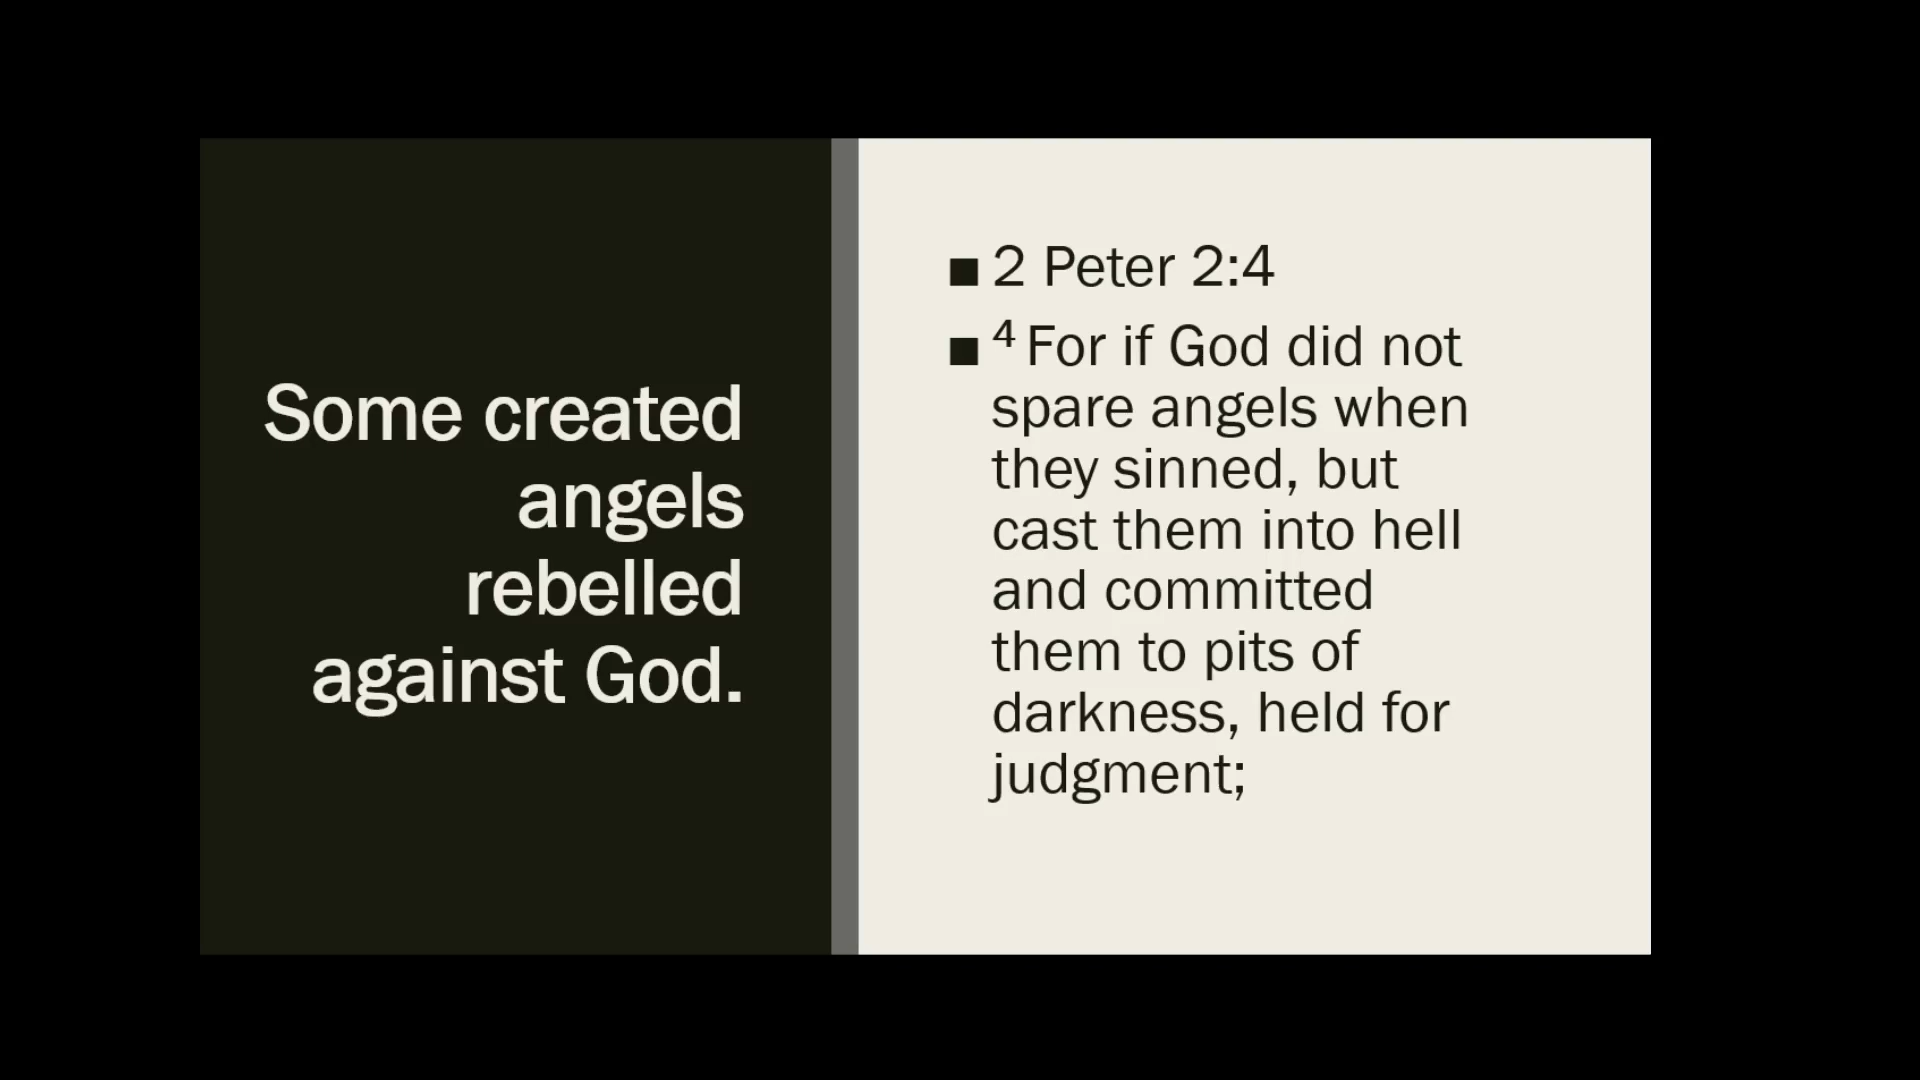 Some created
angels
rebelled
against God.
■ 2 Peter 2:4
■ ⁴ For if God did not
spare angels when
they sinned, but
cast them into hell
and committed
them to pits of
darkness, held for
judgment;